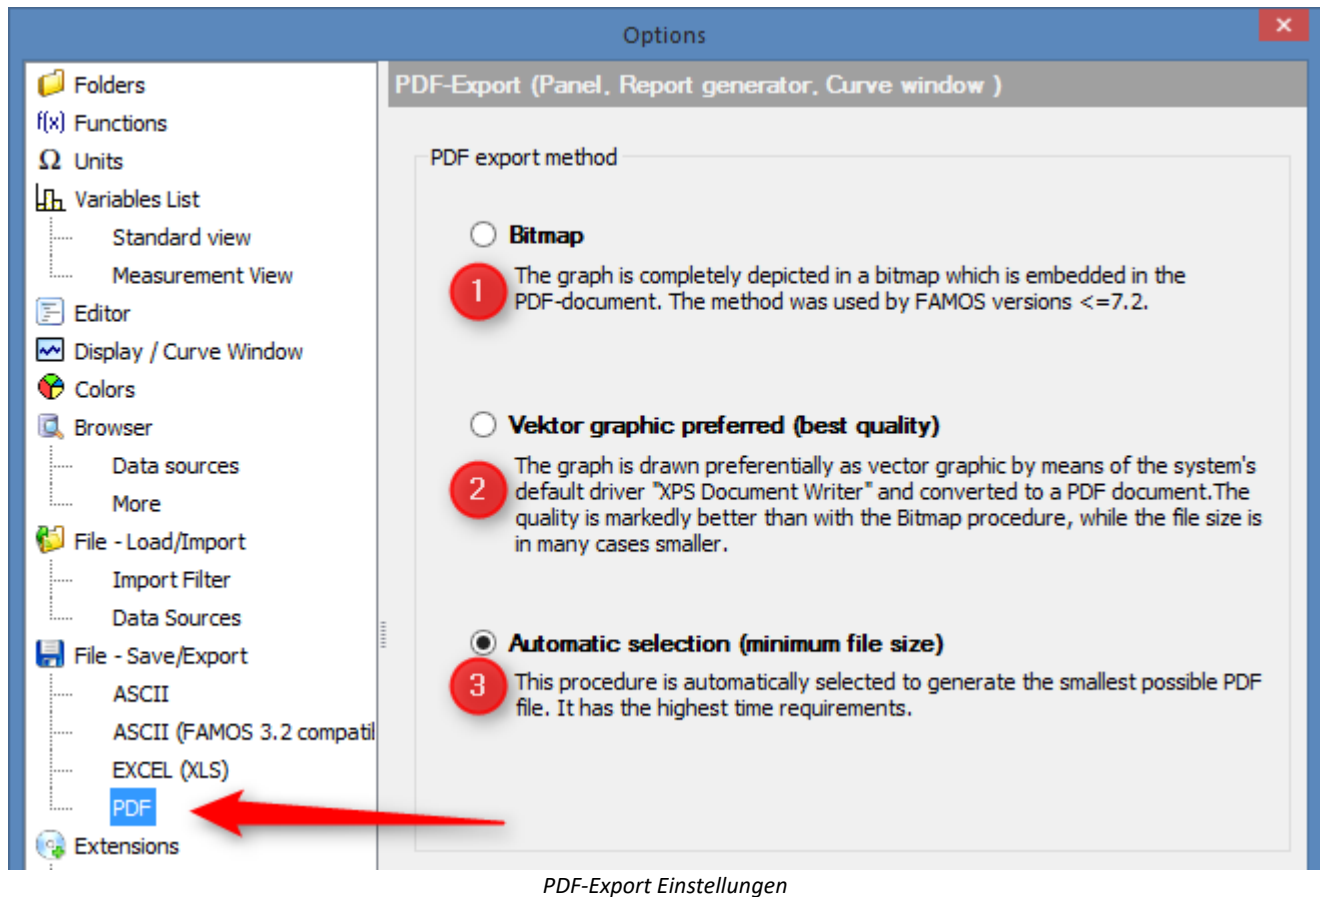 Options
Folders
f(x) Functions
Ω Units
Variables List
Standard view
Measurement View
Editor
Display / Curve Window
Colors
Browser
Data sources
More
File - Load/Import
Import Filter
Data Sources
File - Save/Export
ASCII
ASCII (FAMOS 3.2 compatil
EXCEL (XLS)
PDF
Extensions
PDF-Export (Panel, Report generator, Curve window )
PDF export method
Bitmap
1
The graph is completely depicted in a bitmap which is embedded in the
PDF-document. The method was used by FAMOS versions <=7.2.
Vektor graphic preferred (best quality)
2
The graph is drawn preferentially as vector graphic by means of the system's
default driver "XPS Document Writer" and converted to a PDF document.The
quality is markedly better than with the Bitmap procedure, while the file size is
in many cases smaller.
Automatic selection (minimum file size)
3
This procedure is automatically selected to generate the smallest possible PDF
file. It has the highest time requirements.
PDF-Export Einstellungen